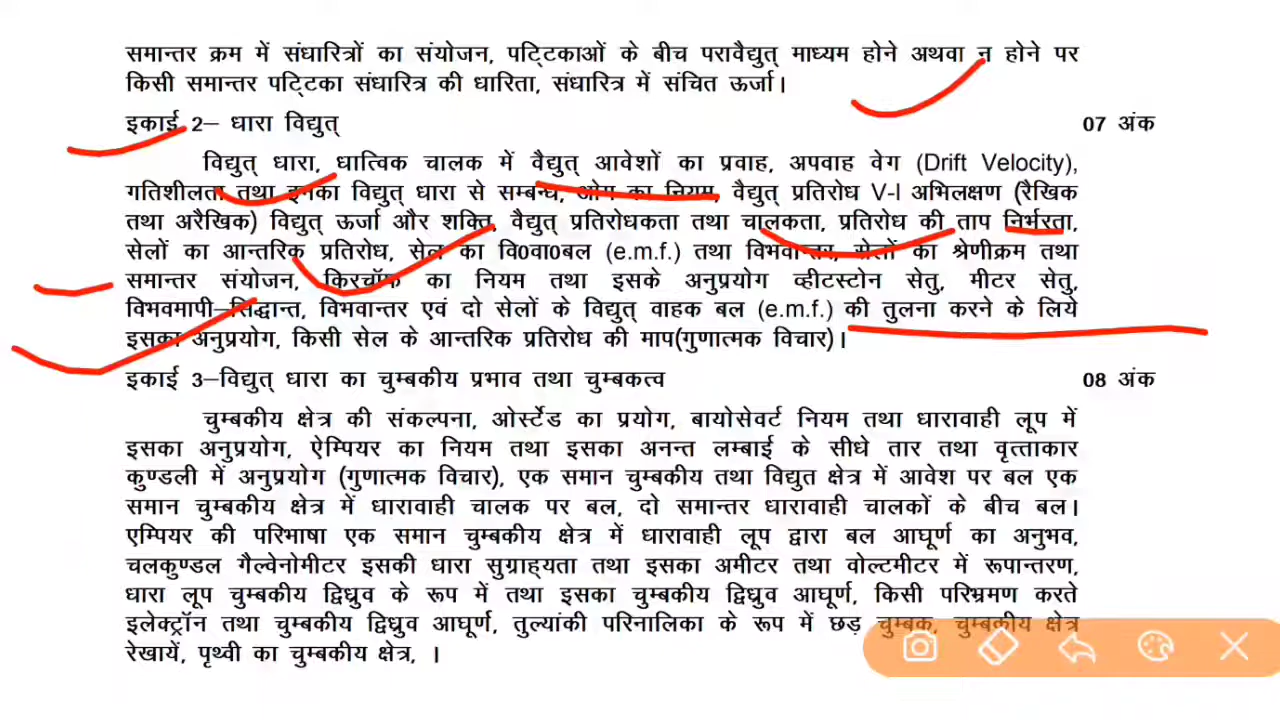 समान्तर क्रम में संधारित्रों का संयोजन, पट्टिकाओं के बीच परावैद्युत् माध्यम होने अथवा न होने पर
किसी समान्तर पट्टिका संधारित्र की धारिता, संधारित्र में संचित ऊर्जा।
इकाई 2– धारा विद्युत् 07 अंक
विद्युत् धारा, धात्विक चालक में वैद्युत् आवेशों का प्रवाह, अपवाह वेग (Drift Velocity),
गतिशीलता तथा इनका विद्युत् धारा से सम्बन्ध, ओम का नियम, वैद्युत् प्रतिरोध V-I अभिलक्षण (रैखिक
तथा अरैखिक) विद्युत् ऊर्जा और शक्ति, वैद्युत् प्रतिरोधकता तथा चालकता, प्रतिरोध की ताप निर्भरता,
सेलों का आन्तरिक प्रतिरोध, सेल का वि0वा0बल (e.m.f.) तथा विभवान्तर, सेलों का श्रेणीक्रम तथा
समान्तर संयोजन, किरचॉफ का नियम तथा इसके अनुप्रयोग व्हीटस्टोन सेतु, मीटर सेतु,
विभवमापी–सिद्धान्त, विभवान्तर एवं दो सेलों के विद्युत् वाहक बल (e.m.f.) की तुलना करने के लिये
इसका अनुप्रयोग, किसी सेल के आन्तरिक प्रतिरोध की माप(गुणात्मक विचार)।
इकाई 3–विद्युत् धारा का चुम्बकीय प्रभाव तथा चुम्बकत्व 08 अंक
चुम्बकीय क्षेत्र की संकल्पना, ओर्स्टेड का प्रयोग, बायोसेवर्ट नियम तथा धारावाही लूप में
इसका अनुप्रयोग, ऐम्पियर का नियम तथा इसका अनन्त लम्बाई के सीधे तार तथा वृत्ताकार
कुण्डली में अनुप्रयोग (गुणात्मक विचार), एक समान चुम्बकीय तथा विद्युत क्षेत्र में आवेश पर बल एक
समान चुम्बकीय क्षेत्र में धारावाही चालक पर बल, दो समान्तर धारावाही चालकों के बीच बल।
एम्पियर की परिभाषा एक समान चुम्बकीय क्षेत्र में धारावाही लूप द्वारा बल आघूर्ण का अनुभव,
चलकुण्डल गैल्वेनोमीटर इसकी धारा सुग्राह्यता तथा इसका अमीटर तथा वोल्टमीटर में रूपान्तरण,
धारा लूप चुम्बकीय द्विध्रुव के रूप में तथा इसका चुम्बकीय द्विध्रुव आघूर्ण, किसी परिभ्रमण करते
इलेक्ट्रॉन तथा चुम्बकीय द्विध्रुव आघूर्ण, तुल्यांकी परिनालिका के रूप में छड़ चुम्बक, चुम्बकीय क्षेत्र
रेखायें, पृथ्वी का चुम्बकीय क्षेत्र, ।